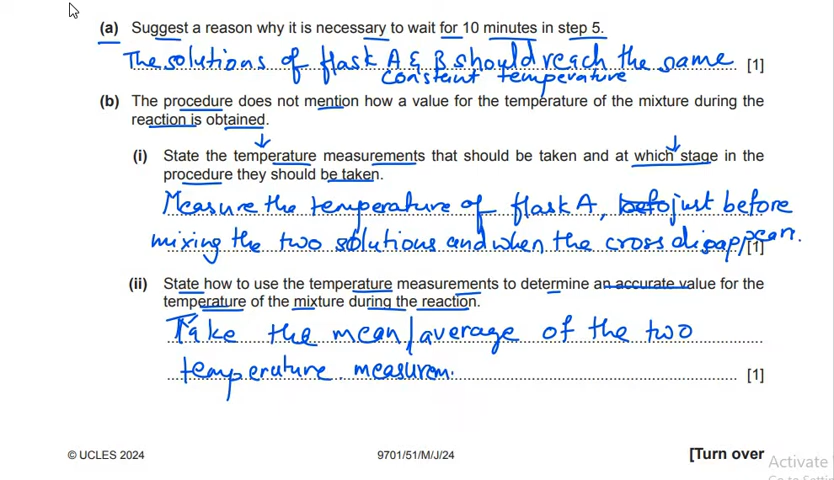 (a) Suggest a reason why it is necessary to wait for 10 minutes in step 5.
The solutions of flask A & B should reach the same [1]
constant temperature
(b) The procedure does not mention how a value for the temperature of the mixture during the
reaction is obtained.
(i) State the temperature measurements that should be taken and at which stage in the
procedure they should be taken.
Measure the temperature of flask A, befo just before
mixing the two solutions and when the cross disappear. [1]
(ii) State how to use the temperature measurements to determine an accurate value for the
temperature of the mixture during the reaction.
Take the mean/average of the two
temperature measurem. [1]
© UCLES 2024 9701/51/M/J/24 [Turn over
Activate